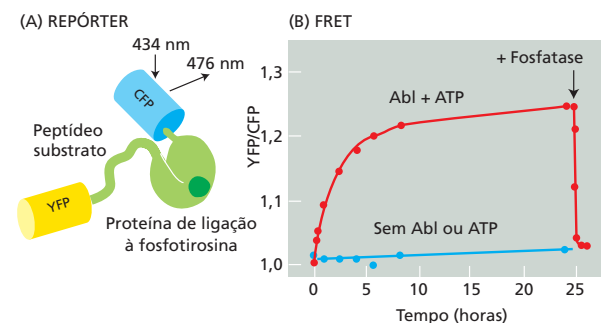 (A) REPÓRTER
434 nm
476 nm
CFP
Peptídeo
substrato
YFP
Proteína de ligação
à fosfotirosina
(B) FRET
+ Fosfatase
1,3
Abl + ATP
YFP/CFP
1,2
1,1
Sem Abl ou ATP
1,0
0 5 10 15 20 25
Tempo (horas)